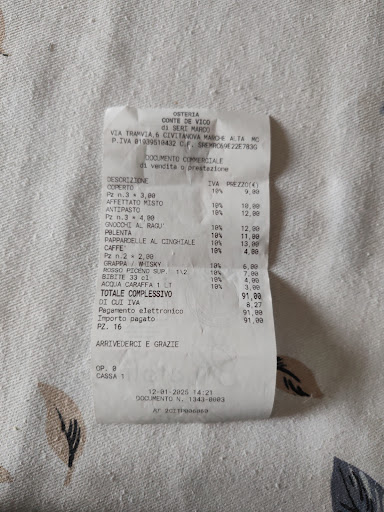 OSTERIA
CONTE DE VICO
di SERI MARCO
VIA TRAMVIA,6 CIVITANOVA MARCHE ALTA MC
P.IVA 01939510432 C.F.
DOCUMENTO COMMERCIALE
di vendita o prestazione
DESCRIZIONE IVA PREZZO(€)
COPERTO 10% 9,00
Pz n.3 * 3,00
AFFETTATO MISTO 10% 10,00
ANTIPASTO 10% 12,00
Pz n.3 * 4,00
GNOCCHI AL RAGU' 10% 12,00
POLENTA 10% 11,00
PAPPARDELLE AL CINGHIALE 10% 13,00
CAFFE' 10% 4,00
Pz n.2 * 2,00
GRAPPA / WHISKY 10% 6,00
ROSSO PICENO SUP. 1\2 10% 7,00
BIBITE 33 cl 10% 4,00
ACQUA CARAFFA 1 LT 10% 3,00
TOTALE COMPLESSIVO 91,00
DI CUI IVA 8,27
Pagamento elettronico 91,00
Importo pagato 91,00
PZ. 16
ARRIVEDERCI E GRAZIE
OP. 0
CASSA 1
12-01-2025 14:21
DOCUMENTO N. 1343-0003